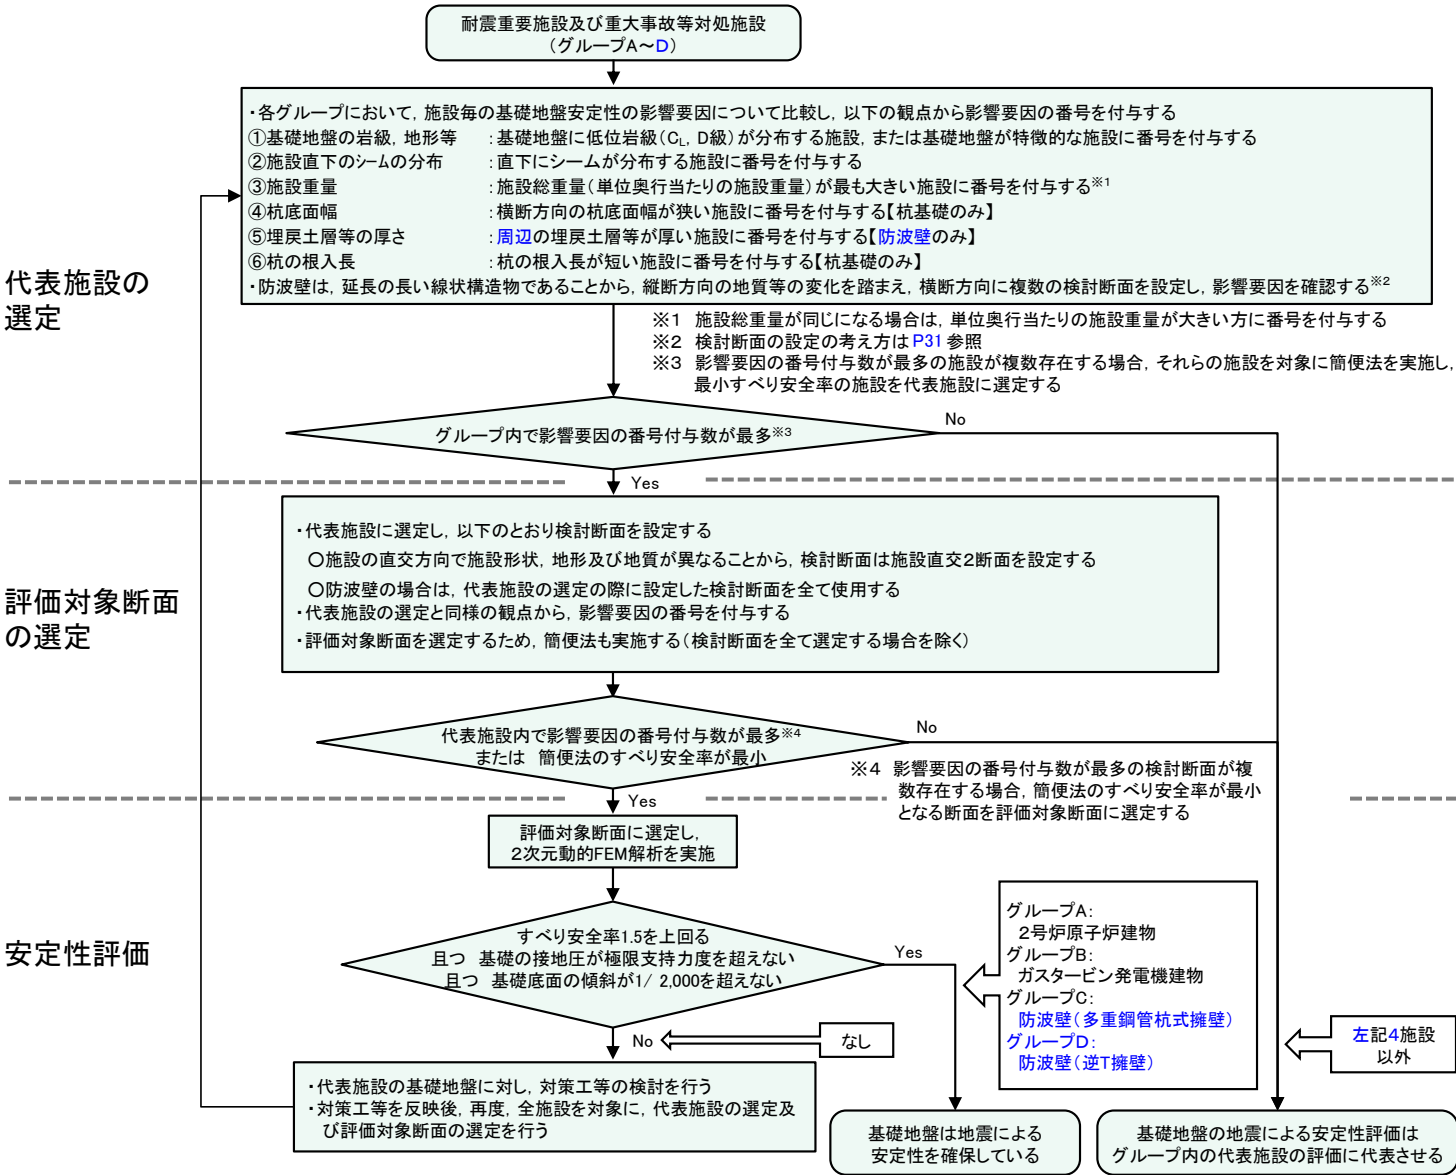 耐震重要施設及び重大事故等対処施設
（グループA～D）
・各グループにおいて，施設毎の基礎地盤安定性の影響要因について比較し，以下の観点から影響要因の番号を付与する
①基礎地盤の岩級，地形等　：基礎地盤に低位岩級（CL，D級）が分布する施設，または基礎地盤が特徴的な施設に番号を付与する
②施設直下のシームの分布　：直下にシームが分布する施設に番号を付与する
③施設重量　：施設総重量（単位奥行当たりの施設重量）が最も大きい施設に番号を付与する※1
④杭底面幅　：横断方向の杭底面幅が狭い施設に番号を付与する【杭基礎のみ】
⑤埋戻土層等の厚さ　：周辺の埋戻土層等が厚い施設に番号を付与する【防波壁のみ】
⑥杭の根入長　：杭の根入長が短い施設に番号を付与する【杭基礎のみ】
・防波壁は，延長の長い線状構造物であることから，縦断方向の地質等の変化を踏まえ，横断方向に複数の検討断面を設定し，影響要因を確認する※2
代表施設の
選定
※1　施設総重量が同じになる場合は，単位奥行当たりの施設重量が大きい方に番号を付与する
※2　検討断面の設定の考え方はP31参照
※3　影響要因の番号付与数が最多の施設が複数存在する場合，それらの施設を対象に簡便法を実施し，
最小すべり安全率の施設を代表施設に選定する
グループ内で影響要因の番号付与数が最多※3
No
Yes
・代表施設に選定し，以下のとおり検討断面を設定する
○施設の直交方向で施設形状，地形及び地質が異なることから，検討断面は施設直交2断面を設定する
○防波壁の場合は，代表施設の選定の際に設定した検討断面を全て使用する
・代表施設の選定と同様の観点から，影響要因の番号を付与する
・評価対象断面を選定するため，簡便法も実施する（検討断面を全て選定する場合を除く）
評価対象断面
の選定
代表施設内で影響要因の番号付与数が最多※4
または　簡便法のすべり安全率が最小
No
※4　影響要因の番号付与数が最多の検討断面が複
数存在する場合，簡便法のすべり安全率が最小
となる断面を評価対象断面に選定する
Yes
評価対象断面に選定し，
2次元動的FEM解析を実施
安定性評価
すべり安全率1.5を上回る
且つ　基礎の接地圧が極限支持力度を超えない
且つ　基礎底面の傾斜が1/ 2,000を超えない
Yes
グループA：
2号炉原子炉建物
グループB：
ガスタービン発電機建物
グループC：
防波壁（多重鋼管杭式擁壁）
グループD：
防波壁（逆T擁壁）
左記4施設
以外
No
なし
・代表施設の基礎地盤に対し，対策工等の検討を行う
・対策工等を反映後，再度，全施設を対象に，代表施設の選定及
び評価対象断面の選定を行う
基礎地盤は地震による
安定性を確保している
基礎地盤の地震による安定性評価は
グループ内の代表施設の評価に代表させる